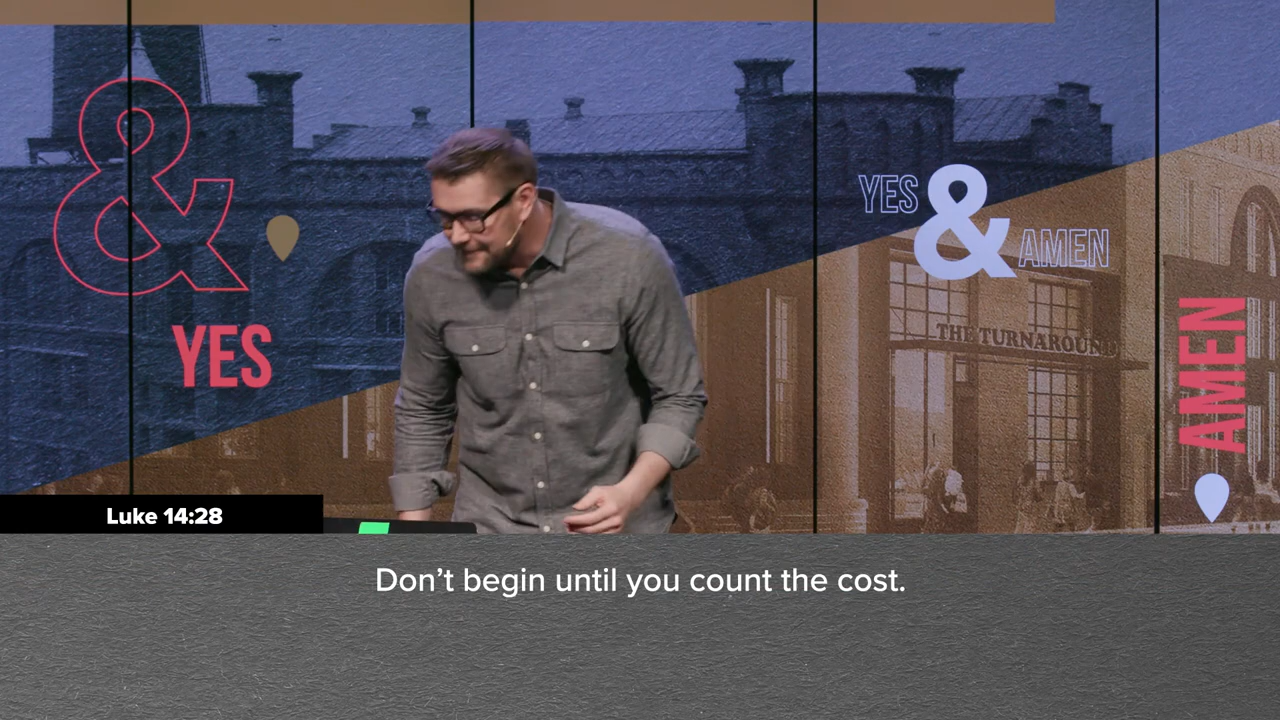 &
YES
YES
&
AMEN
THE TURNAROUND
AMEN
Luke 14:28
Don’t begin until you count the cost.